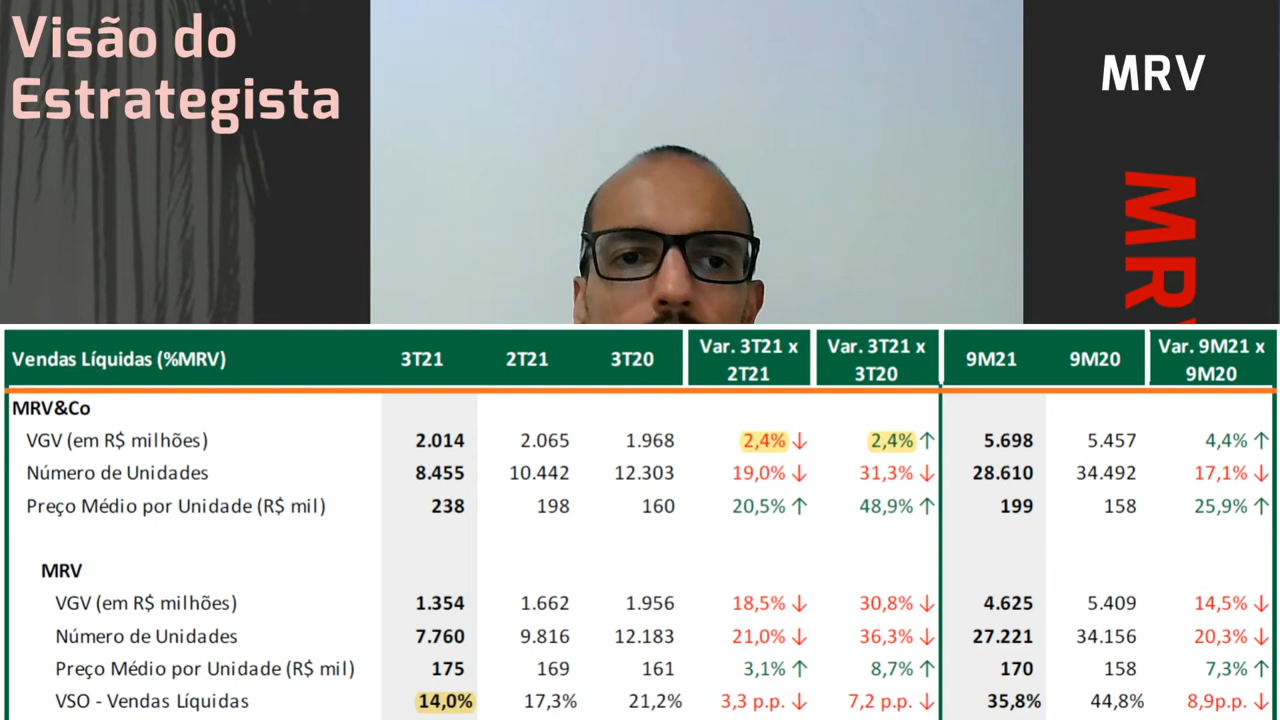 Visão do
Estrategista
MRV
MRV
Vendas Líquidas (%MRV) 3T21 2T21 3T20 Var. 3T21 x 2T21 Var. 3T21 x 3T20 9M21 9M20 Var. 9M21 x 9M20
MRV&Co
VGV (em R$ milhões) 2.014 2.065 1.968 2,4% ↓ 2,4% ↑ 5.698 5.457 4,4% ↑
Número de Unidades 8.455 10.442 12.303 19,0% ↓ 31,3% ↓ 28.610 34.492 17,1% ↓
Preço Médio por Unidade (R$ mil) 238 198 160 20,5% ↑ 48,9% ↑ 199 158 25,9% ↑
MRV
VGV (em R$ milhões) 1.354 1.662 1.956 18,5% ↓ 30,8% ↓ 4.625 5.409 14,5% ↓
Número de Unidades 7.760 9.816 12.183 21,0% ↓ 36,3% ↓ 27.221 34.156 20,3% ↓
Preço Médio por Unidade (R$ mil) 175 169 161 3,1% ↑ 8,7% ↑ 170 158 7,3% ↑
VSO - Vendas Líquidas 14,0% 17,3% 21,2% 3,3 p.p. ↓ 7,2 p.p. ↓ 35,8% 44,8% 8,9p.p. ↓